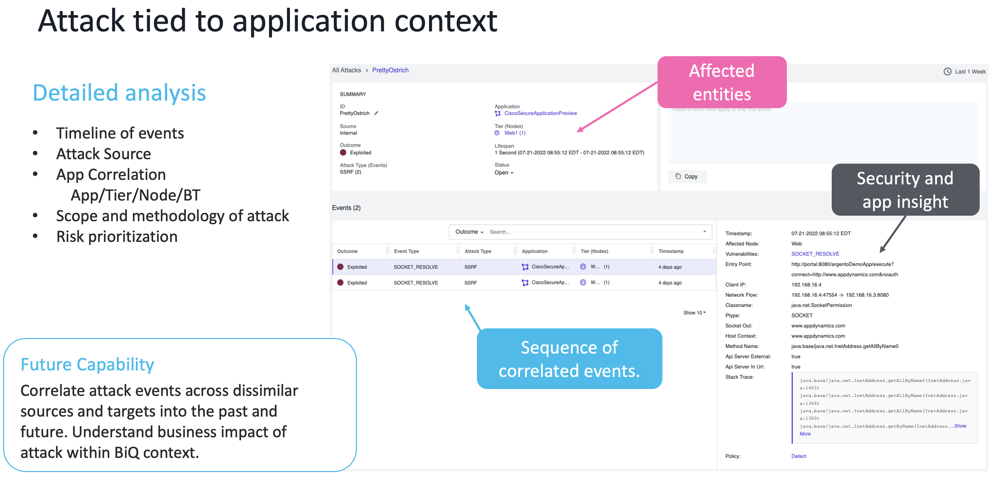 Attack tied to application context
Detailed analysis
• Timeline of events
• Attack Source
• App Correlation
App/Tier/Node/BT
• Scope and methodology of attack
• Risk prioritization
Future Capability
Correlate attack events across dissimilar
sources and targets into the past and
future. Understand business impact of
attack within BiQ context.
All Attacks > PrettyOstrich
Last 1 Week
Affected
entities
SUMMARY
ID
PrettyOstrich
Source
Internal
Outcome
Exploited
Attack Type (Events)
SSRF (2)
Application
CiscoSecureApplicationPreview
Tier (Nodes)
Web1 (1)
Lifespan
1 Second (07-21-2022 08:55:12 EDT - 07-21-2022 08:55:12 EDT)
Status
Open
Notes entered here apply to only this attack.
Copy
Security and
app insight
Events (2)
Outcome Search...
Outcome Event Type Attack Type Application Tier (Nodes) Timestamp
Exploited SOCKET_RESOLVE SSRF CiscoSecureAp... W... (1) 4 days ago
Exploited SOCKET_RESOLVE SSRF CiscoSecureAp... W... (1) 4 days ago
Show 10
Sequence of
correlated events.
Timestamp: 07-21-2022 08:55:12 EDT
Affected Node: Web
Vulnerabilities: SOCKET_RESOLVE
Entry Point: http://portal:8080/argentoDemoApp/execute?
connect=http://www.appdynamics.com&noauth
Client IP: 192.168.16.4
Network Flow: 192.168.16.4:47554 → 192.168.16.3:8080
Classname: java.net.SocketPermission
Ptype: SOCKET
Socket Out: www.appdynamics.com
Host Context: www.appdynamics.com
Method Name: java.base/java.net.InetAddress.getAllByName0
Api Server External: true
Api Server In Url: true
Stack Trace:
java.base/java.net.InetAddress.getAllByName0(InetAddress.jav
a:1455)
java.base/java.net.InetAddress.getAllByName(InetAddress.jav
a:1366)
java.base/java.net.InetAddress.getAllByName(InetAddress.jav
a:1300)
java.base/java.net.InetAddress.getByName(InetAddress....Show
More
Policy: Detect